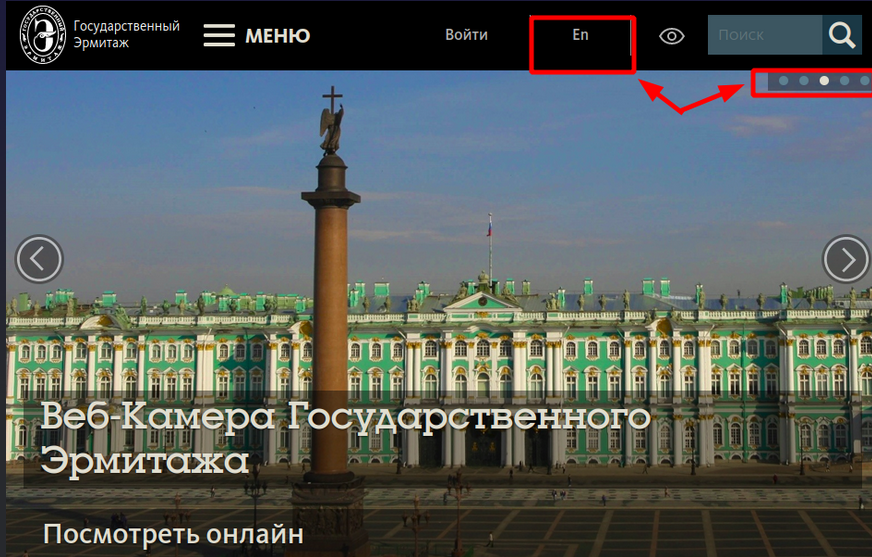 Государственный
Эрмитаж
МЕНЮ
Войти
En
Поиск
Веб-Камера Государственного
Эрмитажа
Посмотреть онлайн